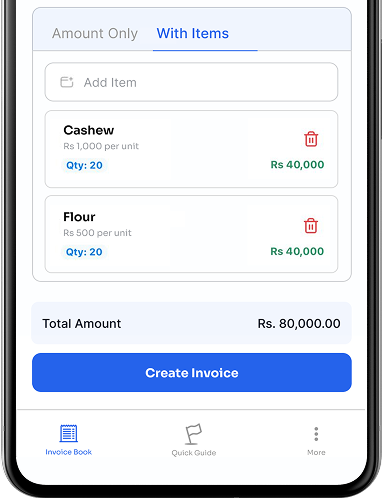 Amount Only
With Items
Add Item
Cashew
Rs 1,000 per unit
Qty: 20
Rs 40,000
Flour
Rs 500 per unit
Qty: 20
Rs 40,000
Total Amount
Rs. 80,000.00
Create Invoice
Invoice Book
Quick Guide
More